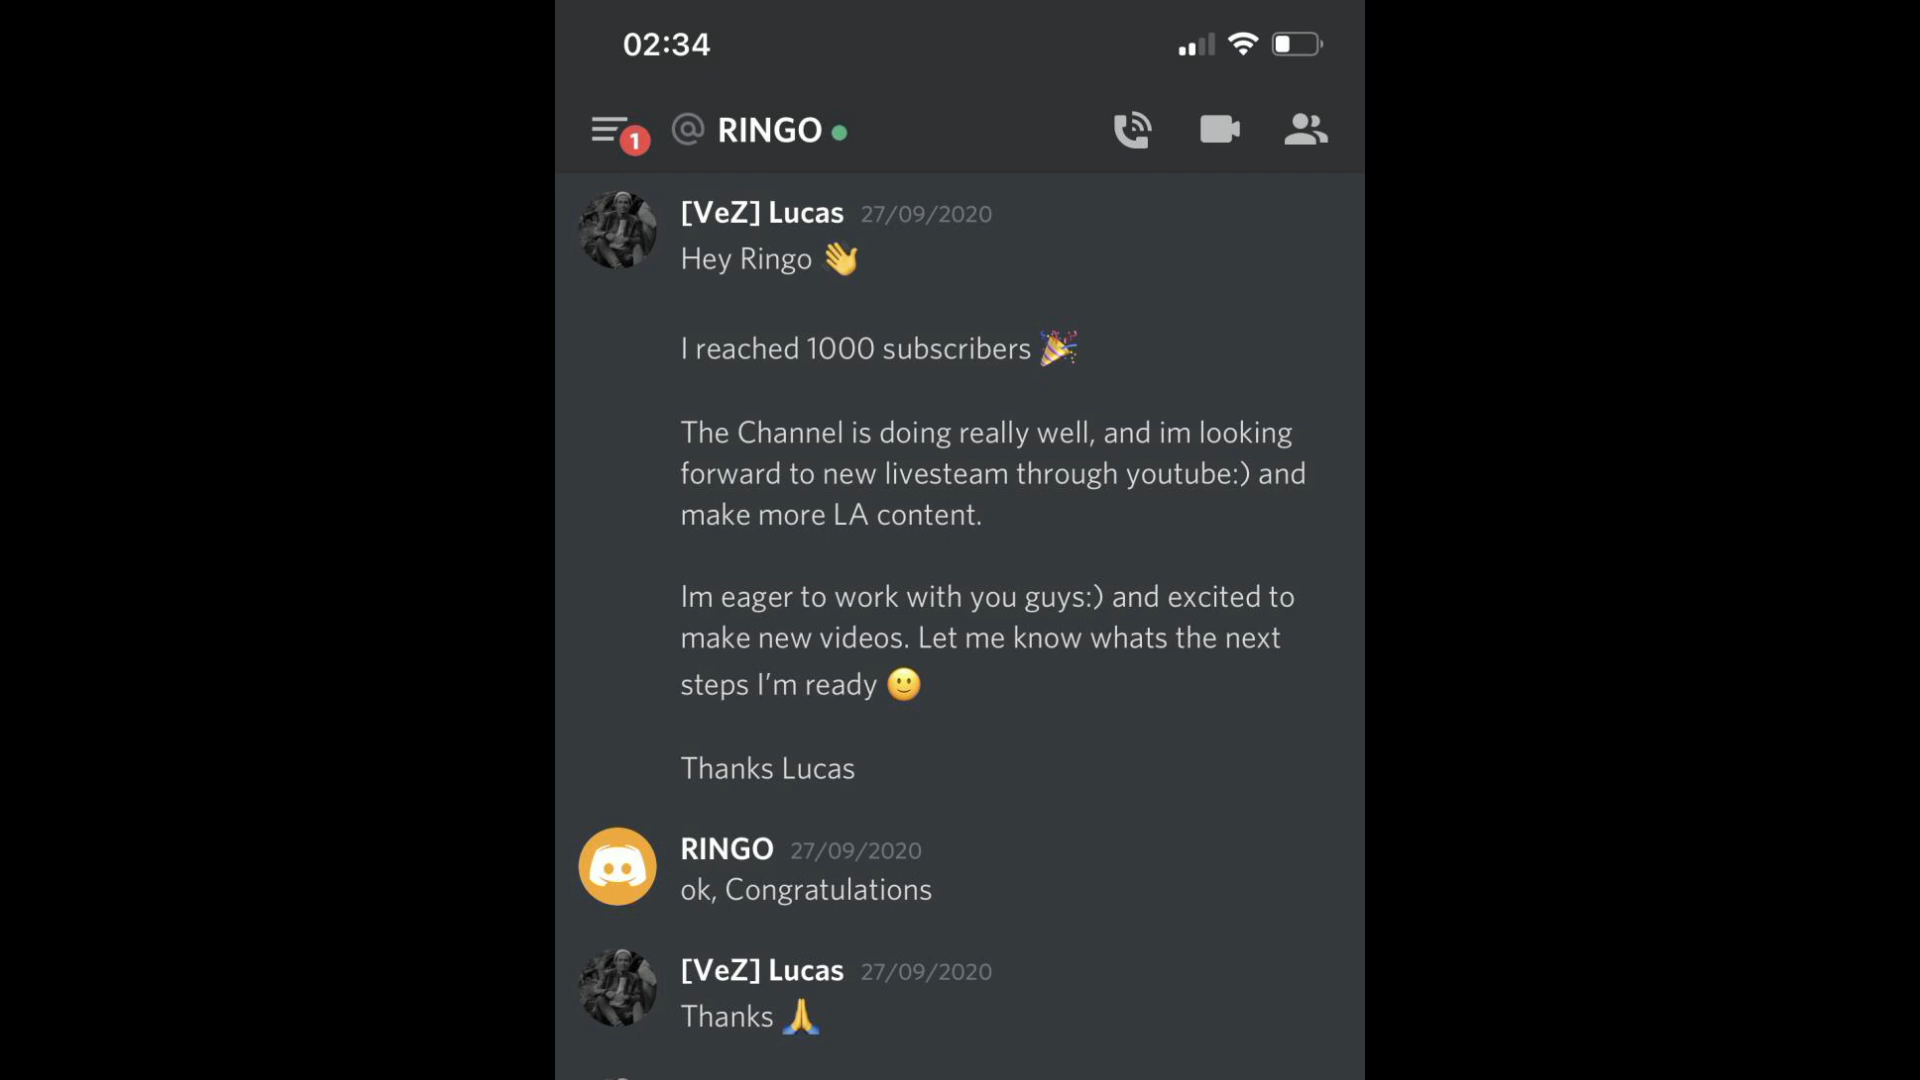 02:34
1
@ RINGO
[VeZ] Lucas 27/09/2020
Hey Ringo 👋
I reached 1000 subscribers 🎉
The Channel is doing really well, and im looking
forward to new livesteam through youtube:) and
make more LA content.
Im eager to work with you guys:) and excited to
make new videos. Let me know whats the next
steps I’m ready 🙂
Thanks Lucas
RINGO 27/09/2020
ok, Congratulations
[VeZ] Lucas 27/09/2020
Thanks 🙏